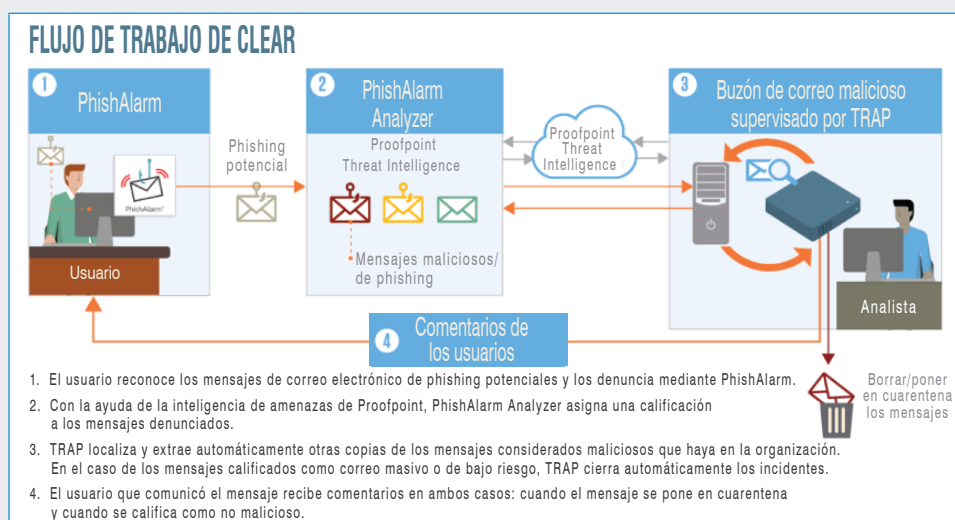 FLUJO DE TRABAJO DE CLEAR
1
PhishAlarm
PhishAlarm
Usuario
Phishing
potencial
2
PhishAlarm
Analyzer
Proofpoint
Threat Intelligence
Mensajes maliciosos/
de phishing
Proofpoint
Threat
Intelligence
3
Buzón de correo malicioso
supervisado por TRAP
Analista
4
Comentarios de
los usuarios
Borrar/poner
en cuarentena
los mensajes
1. El usuario reconoce los mensajes de correo electrónico de phishing potenciales y los denuncia mediante PhishAlarm.
2. Con la ayuda de la inteligencia de amenazas de Proofpoint, PhishAlarm Analyzer asigna una calificación
a los mensajes denunciados.
3. TRAP localiza y extrae automáticamente otras copias de los mensajes considerados maliciosos que haya en la organización.
En el caso de los mensajes calificados como correo masivo o de bajo riesgo, TRAP cierra automáticamente los incidentes.
4. El usuario que comunicó el mensaje recibe comentarios en ambos casos: cuando el mensaje se pone en cuarentena
y cuando se califica como no malicioso.